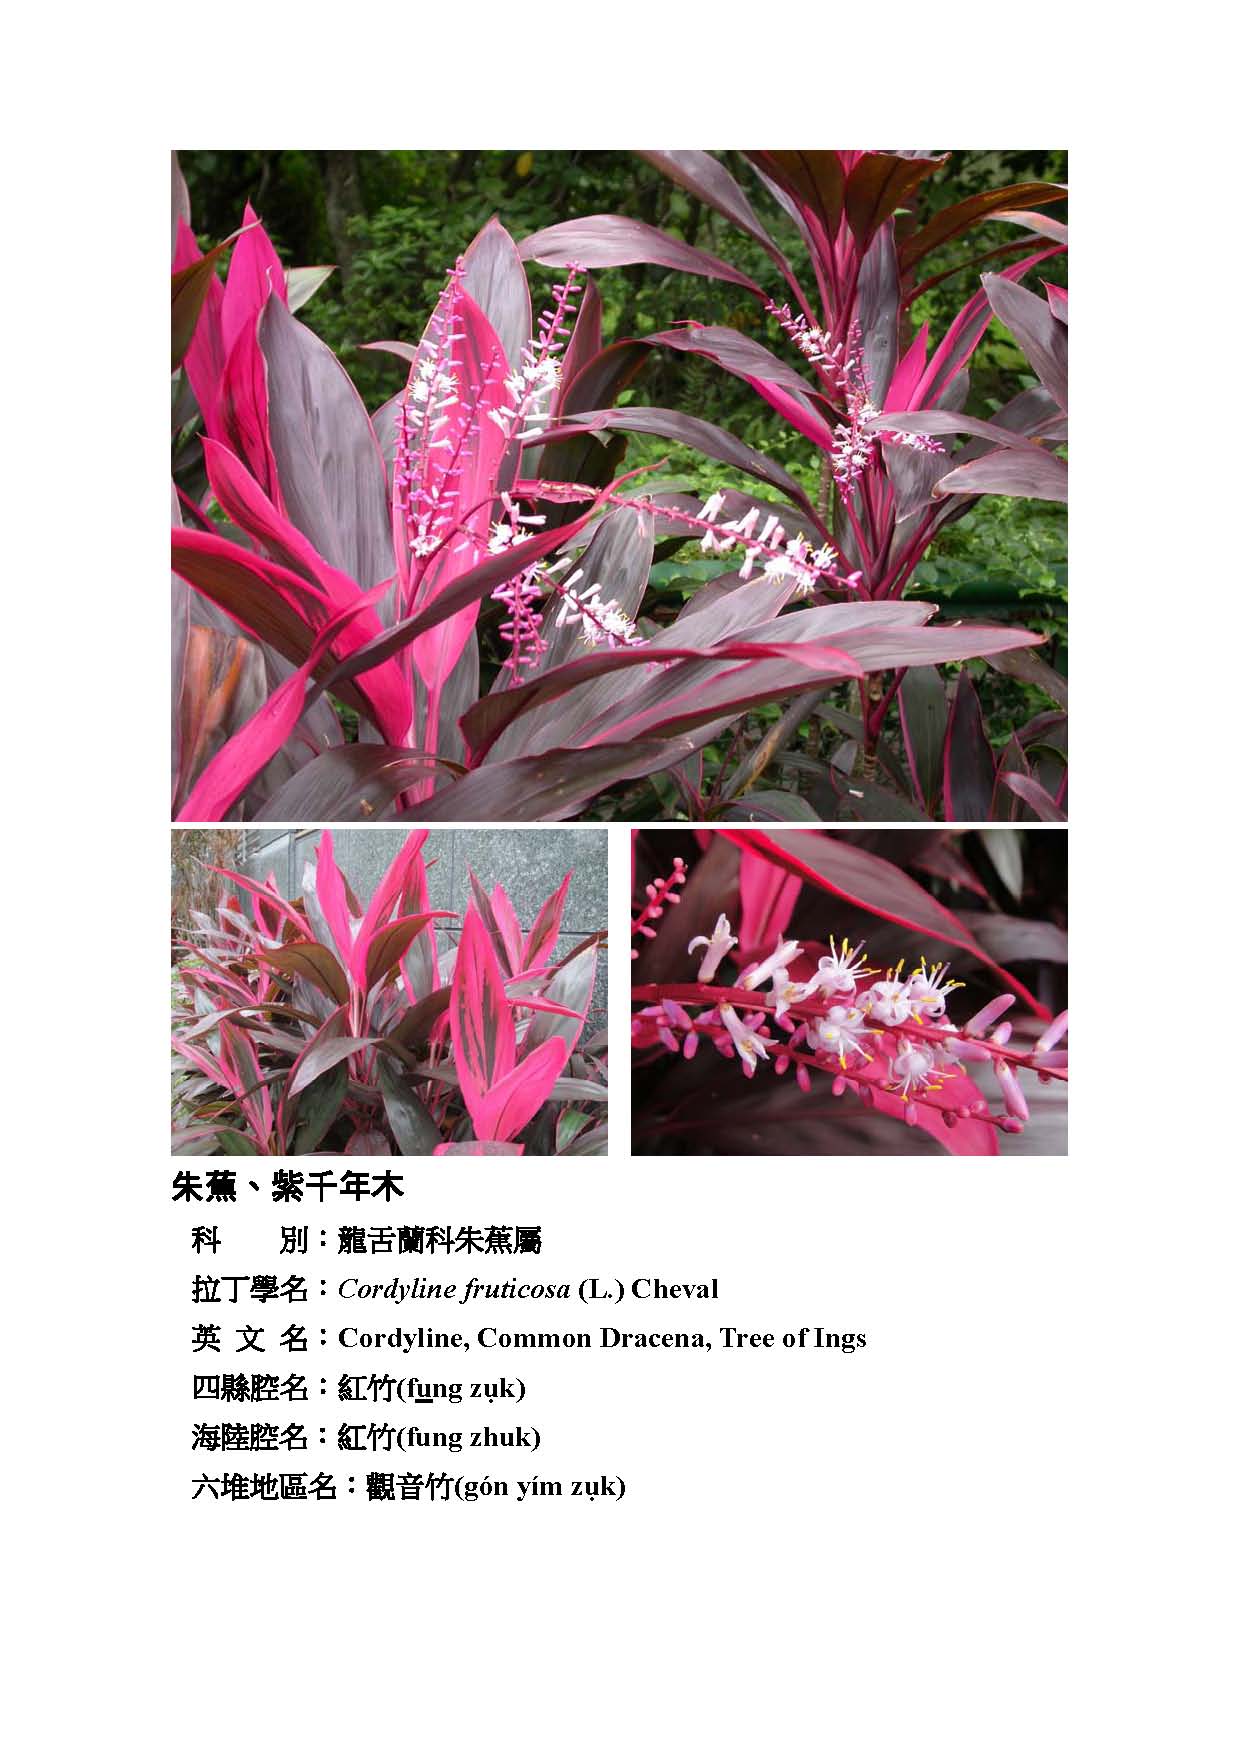 朱蕉、紫千年木
科　　別：龍舌蘭科朱蕉屬
拉丁學名：Cordyline fruticosa (L.) Cheval
英 文 名：Cordyline, Common Dracena, Tree of Ings
四縣腔名：紅竹(fung zụk)
海陸腔名：紅竹(fung zhuk)
六堆地區名：觀音竹(gón yím zụk)